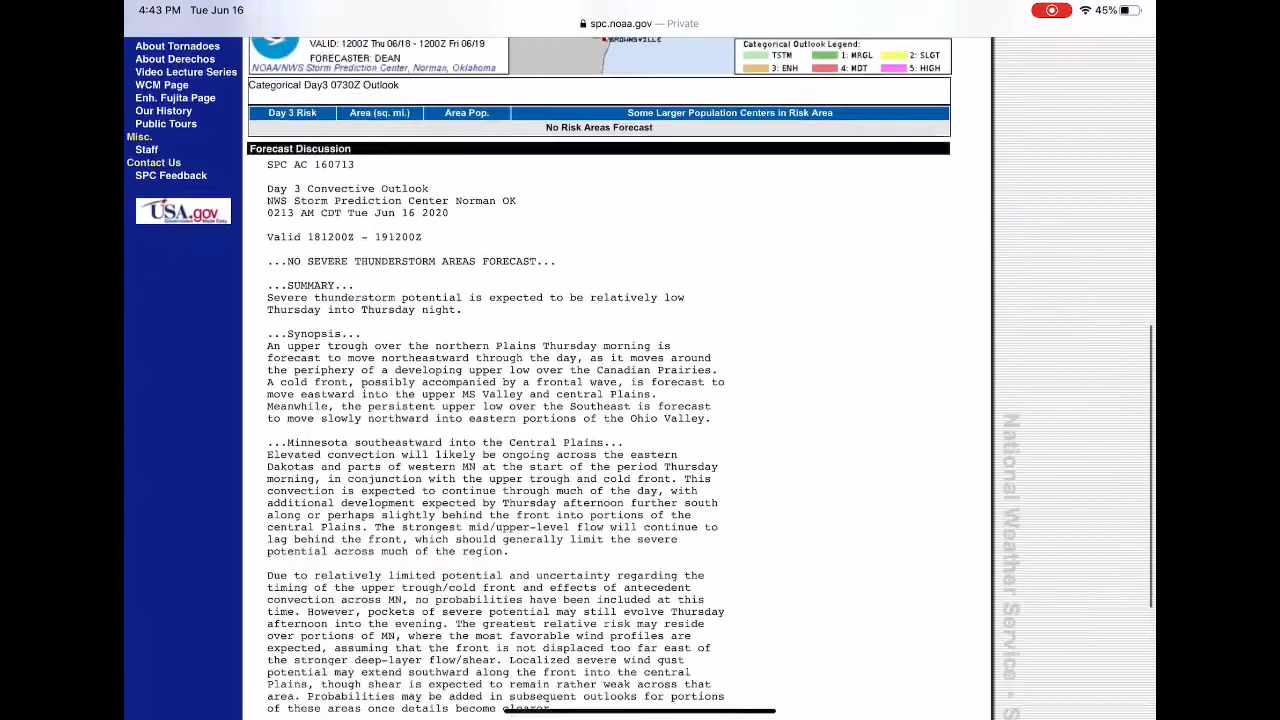 4:43 PM Tue Jun 16
spc.noaa.gov — Private
45%
About Tornadoes
About Derechos
Video Lecture Series
WCM Page
Enh. Fujita Page
Our History
Public Tours
Misc.
Staff
Contact Us
SPC Feedback
USA.gov
VALID: 1200Z Thu 06/18 - 1200Z Fri 06/19
FORECASTER: DEAN
NOAA/NWS Storm Prediction Center, Norman, Oklahoma
BROWNSVILLE
Categorical Outlook Legend:
TSTM 1: MRGL 2: SLGT
3: ENH 4: MDT 5: HIGH
Categorical Day3 0730Z Outlook
Day 3 Risk Area (sq. mi.) Area Pop. Some Larger Population Centers in Risk Area
No Risk Areas Forecast
Forecast Discussion
SPC AC 160713
Day 3 Convective Outlook
NWS Storm Prediction Center Norman OK
0213 AM CDT Tue Jun 16 2020
Valid 181200Z - 191200Z
...NO SEVERE THUNDERSTORM AREAS FORECAST...
...SUMMARY...
Severe thunderstorm potential is expected to be relatively low
Thursday into Thursday night.
...Synopsis...
An upper trough over the northern Plains Thursday morning is
forecast to move northeastward through the day, as it moves around
the periphery of a developing upper low over the Canadian Prairies.
A cold front, possibly accompanied by a frontal wave, is forecast to
move eastward into the upper MS Valley and central Plains.
Meanwhile, the persistent upper low over the Southeast is forecast
to move slowly northward into eastern portions of the Ohio Valley.
...Minnesota southeastward into the Central Plains...
Elevated convection will likely be ongoing across the eastern
Dakotas and parts of western MN at the start of the period Thursday
morning, in conjunction with the upper trough and cold front. This
convection is expected to continue through much of the day, with
additional development expected by Thursday afternoon further south
along or perhaps slightly behind the front into portions of the
central Plains. The strongest mid/upper-level flow will continue to
lag behind the front, which will generally limit the severe
potential across much of the region.
Due to relatively limited potential and uncertainty regarding the
timing if the upper trough/cold front and effects of antecedent
convection across MN, no probabilities have been included at this
time. However, pockets of severe potential may still evolve Thursday
afternoon into the evening. The greatest relative risk may reside
over portions of MN, where the most favorable wind profiles are
expected, assuming that the front is not displaced too far east of
the stronger deep-layer flow/shear. Localized severe wind gust
potential may extend southward along the front into the central
Plains, though shear is expected to remain rather weak across that
area. Probabilities may be added in subsequent outlooks for portions
of these areas once details become clearer.
National Weather Service - S